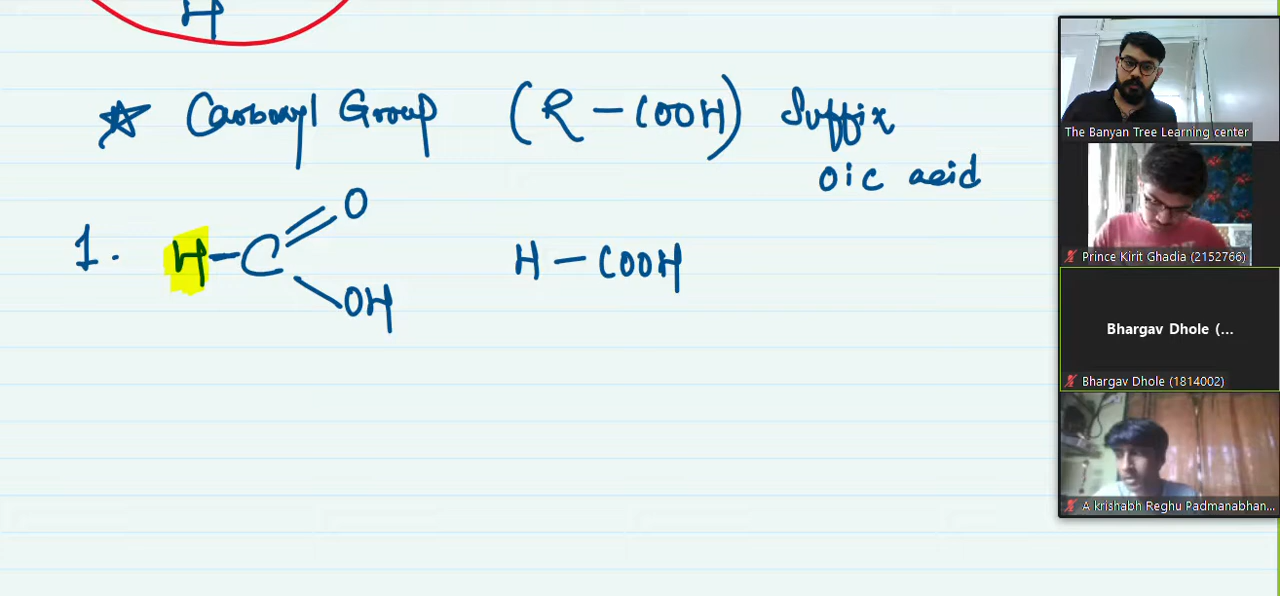 H
☆ Carbonyl Group (R – COOH) Suffix
oic acid
1. H – C = O H – COOH
OH
The Banyan Tree Learning center
Prince Kirit Ghadia (2152766)
Bhargav Dhole (...
Bhargav Dhole (1814002)
A krishabh Reghu Padmanabhan...